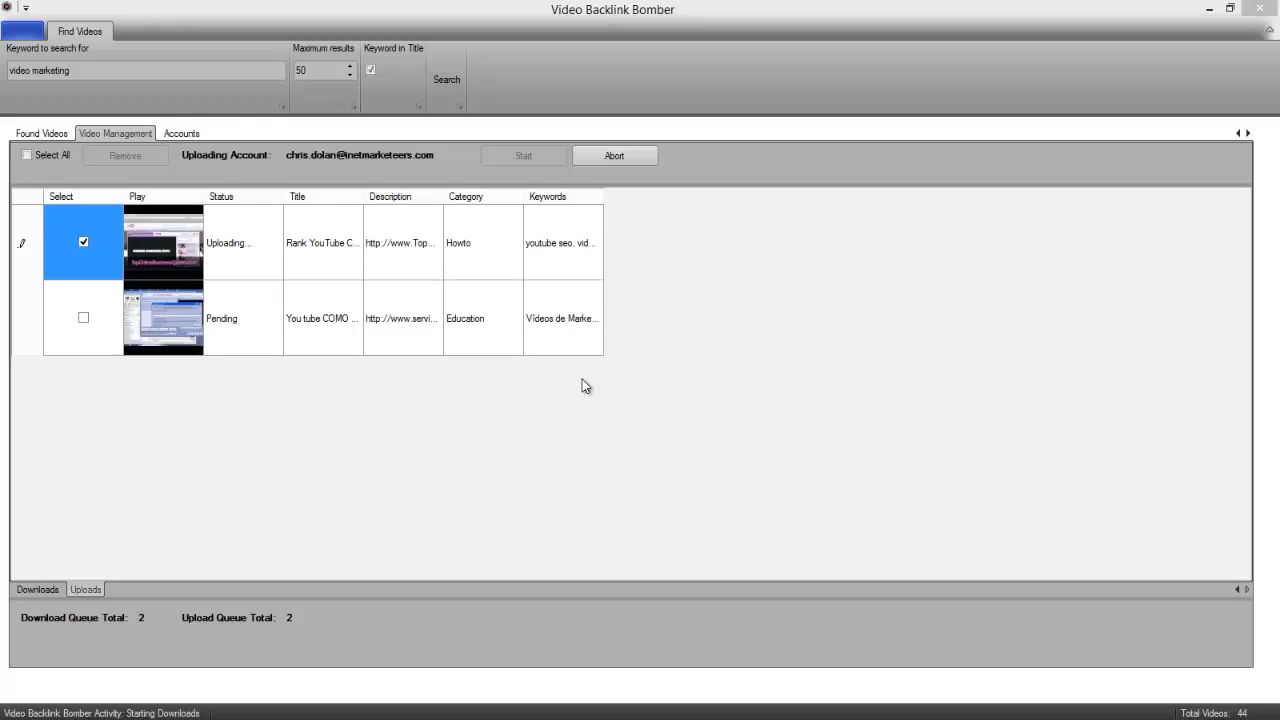 Video Backlink Bomber
Find Videos
Keyword to search for
Maximum results
Keyword in Title
video marketing
50
Search
Found Videos
Video Management
Accounts
Select All
Remove
Uploading Account:
chris.dolan@inetmarketeers.com
Start
Abort
Select
Play
Status
Title
Description
Category
Keywords
Uploading...
Rank YouTube C...
http://www.Top...
Howto
youtube seo, vid...
Pending
You tube COMO ...
http://www.servi...
Education
Vídeos de Marke...
Downloads
Uploads
Download Queue Total: 2
Upload Queue Total: 2
Video Backlink Bomber Activity: Starting Downloads
Total Videos: 44